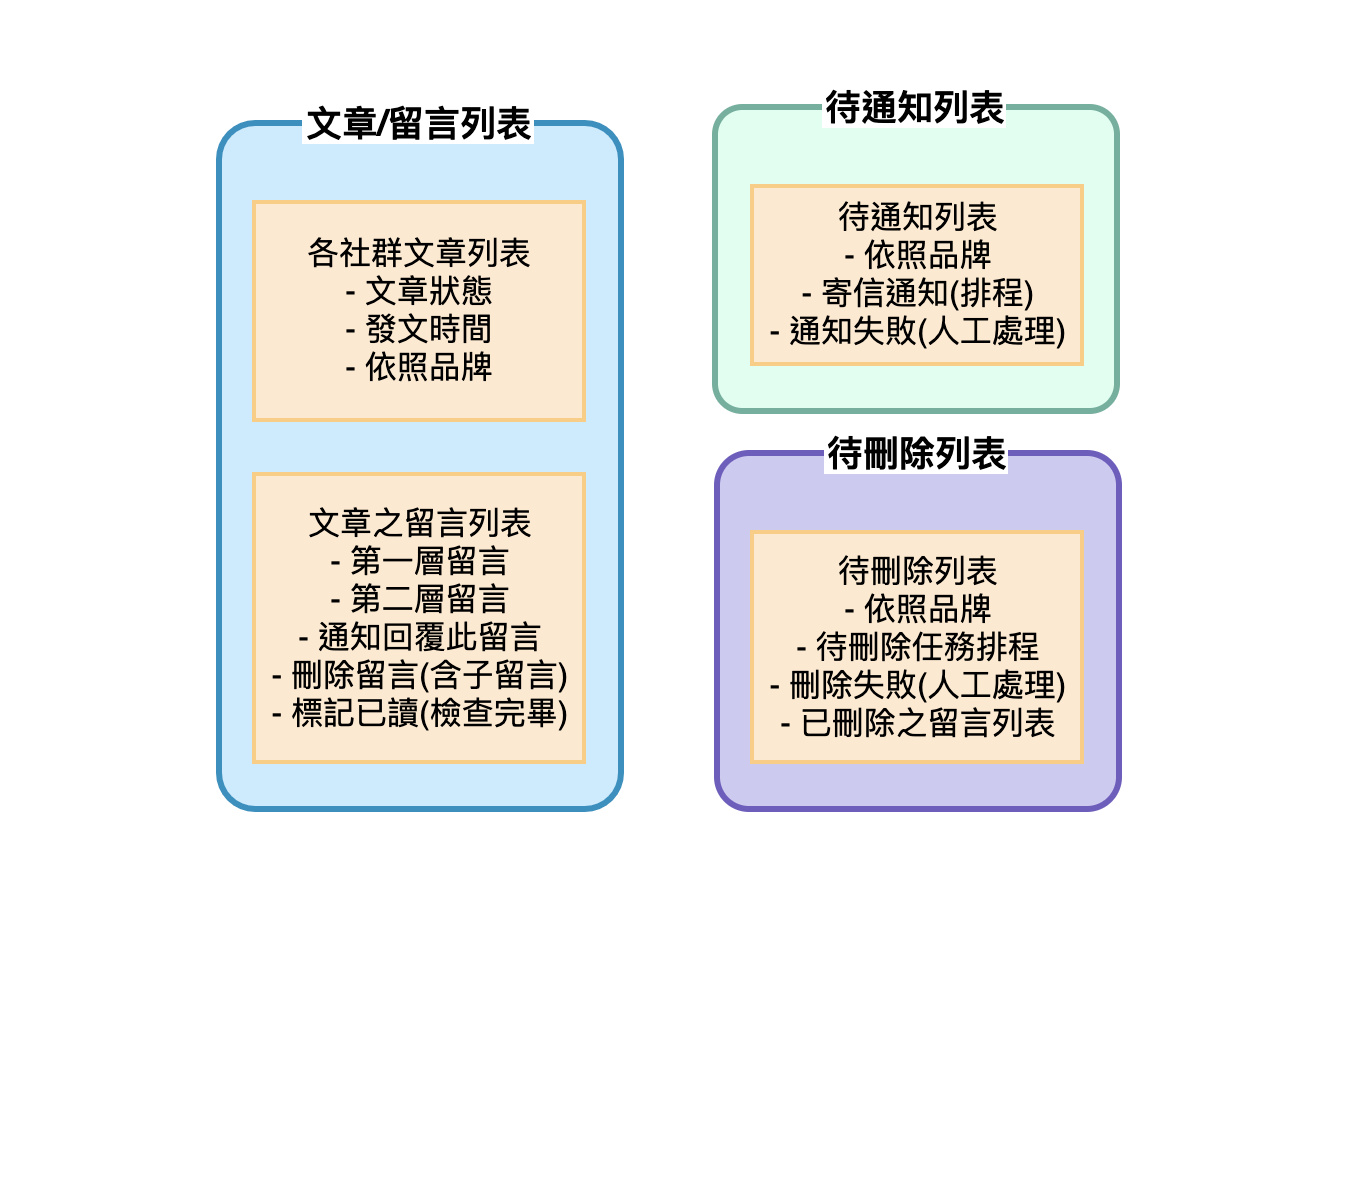 文章/留言列表
各社群文章列表
- 文章狀態
- 發文時間
- 依照品牌
文章之留言列表
- 第一層留言
- 第二層留言
- 通知回覆此留言
- 刪除留言(含子留言)
- 標記已讀(檢查完畢)
待通知列表
待通知列表
- 依照品牌
- 寄信通知(排程)
- 通知失敗(人工處理)
待刪除列表
待刪除列表
- 依照品牌
- 待刪除任務排程
- 刪除失敗(人工處理)
- 已刪除之留言列表